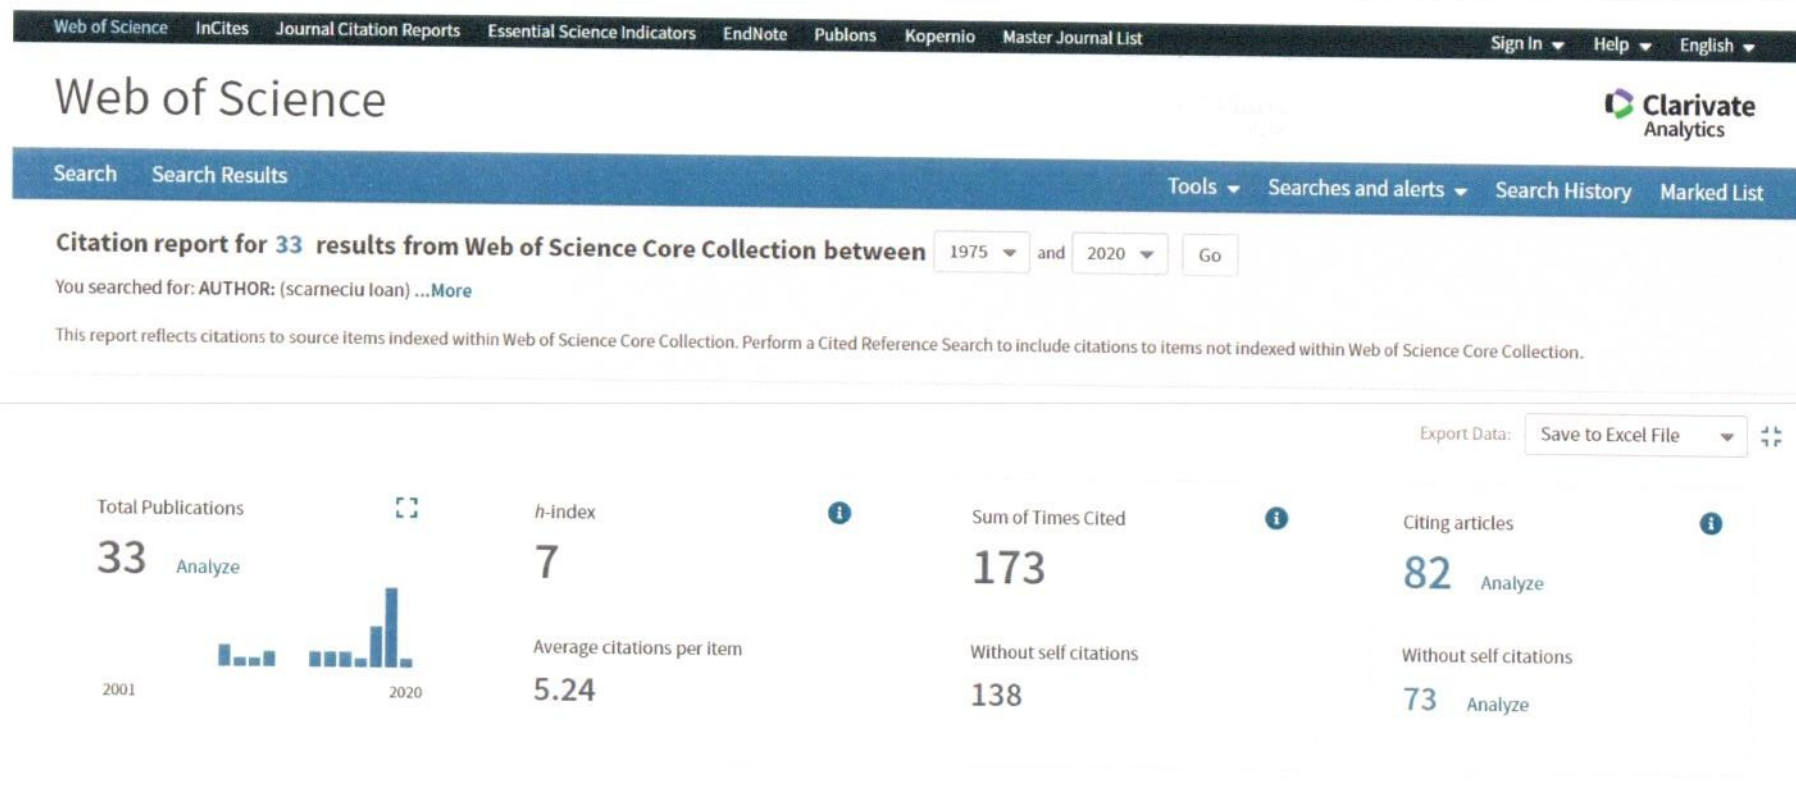 Web of Science InCites Journal Citation Reports Essential Science Indicators EndNote Publons Kopernio Master Journal List Sign In Help English
Web of Science
Clarivate
Analytics
Search Search Results Tools Searches and alerts Search History Marked List
Citation report for 33 results from Web of Science Core Collection between 1975 and 2020 Go
You searched for: AUTHOR: (scarneciu Ioan) ...More
This report reflects citations to source items indexed within Web of Science Core Collection. Perform a Cited Reference Search to include citations to items not indexed within Web of Science Core Collection.
Export Data: Save to Excel File
Total Publications
33 Analyze
2001 2020
h-index
7
Average citations per item
5.24
Sum of Times Cited
173
Without self citations
138
Citing articles
82 Analyze
Without self citations
73 Analyze